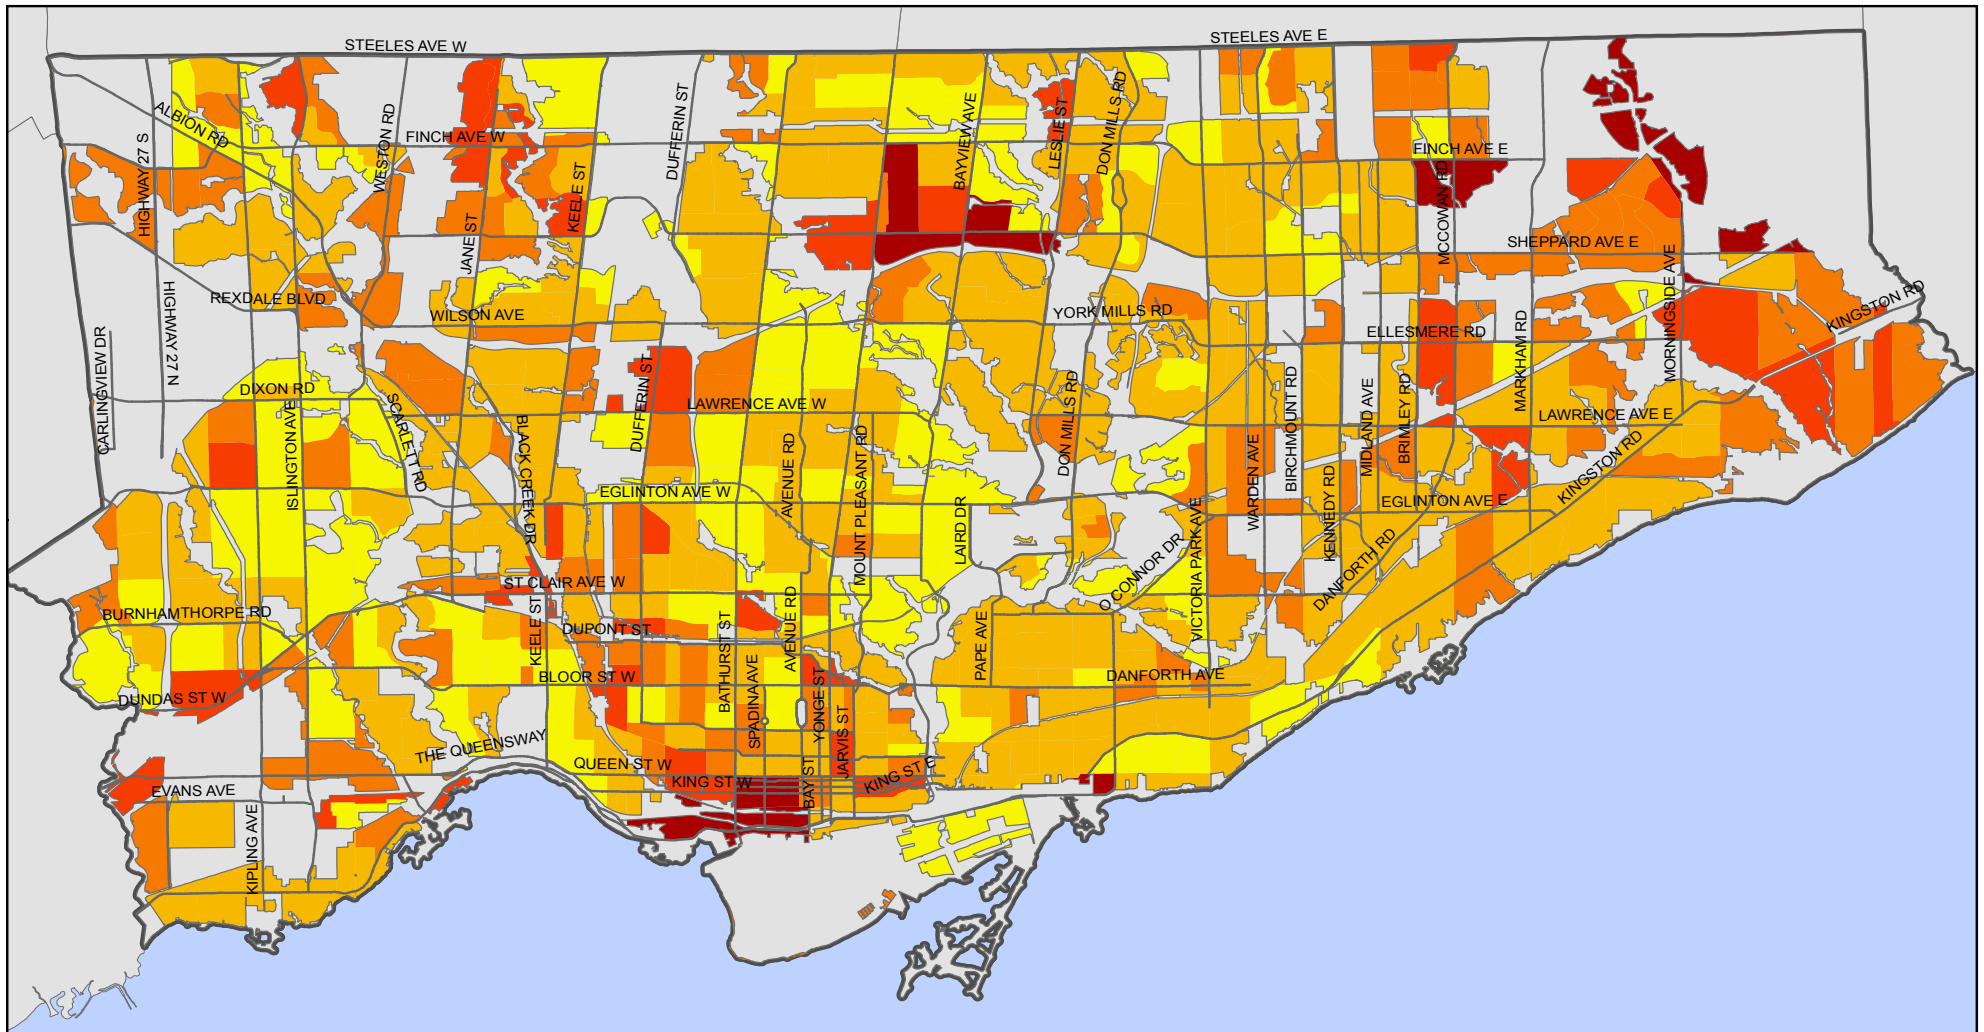 STEELES AVE W
STEELES AVE E
ALBION RD
HIGHWAY 27 S
WESTON RD
FINCH AVE W
DUFFERIN ST
BAYVIEW AVE
LESLIE ST
DON MILLS RD
FINCH AVE E
MCCOWAN RD
KEELE ST
JANE ST
SHEPPARD AVE E
MORNINGSIDE AVE
HIGHWAY 27 N
REXDALE BLVD
WILSON AVE
YORK MILLS RD
KINGSTON RD
ELLESMERE RD
MARKHAM RD
CARLINGVIEW DR
DIXON RD
ISLINGTON AVE
SCARLETT RD
BLACK CREEK DR
DUFFERIN ST
LAWRENCE AVE W
AVENUE RD
MOUNT PLEASANT RD
DON MILLS RD
WARDEN AVE
BIRCHMOUNT RD
MIDLAND AVE
BRIMLEY RD
LAWRENCE AVE E
KINGSTON RD
EGLINTON AVE W
EGLINTON AVE E
LAIRD DR
VICTORIA PARK AVE
KENNEDY RD
DANFORTH RD
O CONNOR DR
ST CLAIR AVE W
BURNHAMTHORPE RD
KEELE ST
DUPONT ST
BATHURST ST
AVENUE RD
PAPE AVE
BLOOR ST W
DANFORTH AVE
DUNDAS ST W
SPADINA AVE
YONGE ST
JARVIS ST
THE QUEENSWAY
QUEEN ST W
KING ST W
BAY ST
KING ST E
EVANS AVE
KIPLING AVE